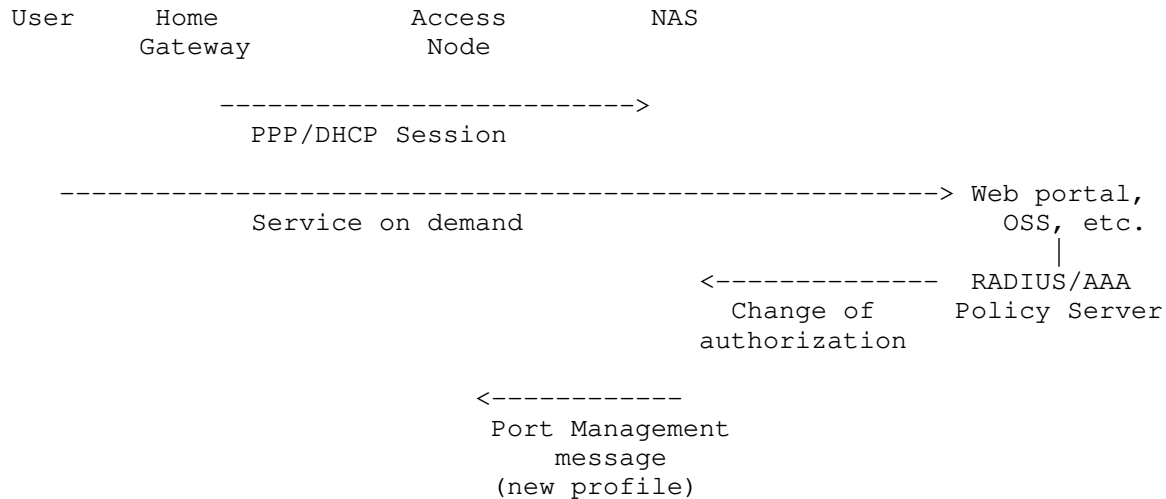 User Home Access NAS
Gateway Node
-------------------------->
PPP/DHCP Session
-------------------------------------------------------> Web portal,
Service on demand OSS, etc.
|
<-------------- RADIUS/AAA
Change of Policy Server
authorization
<------------
Port Management
message
(new profile)